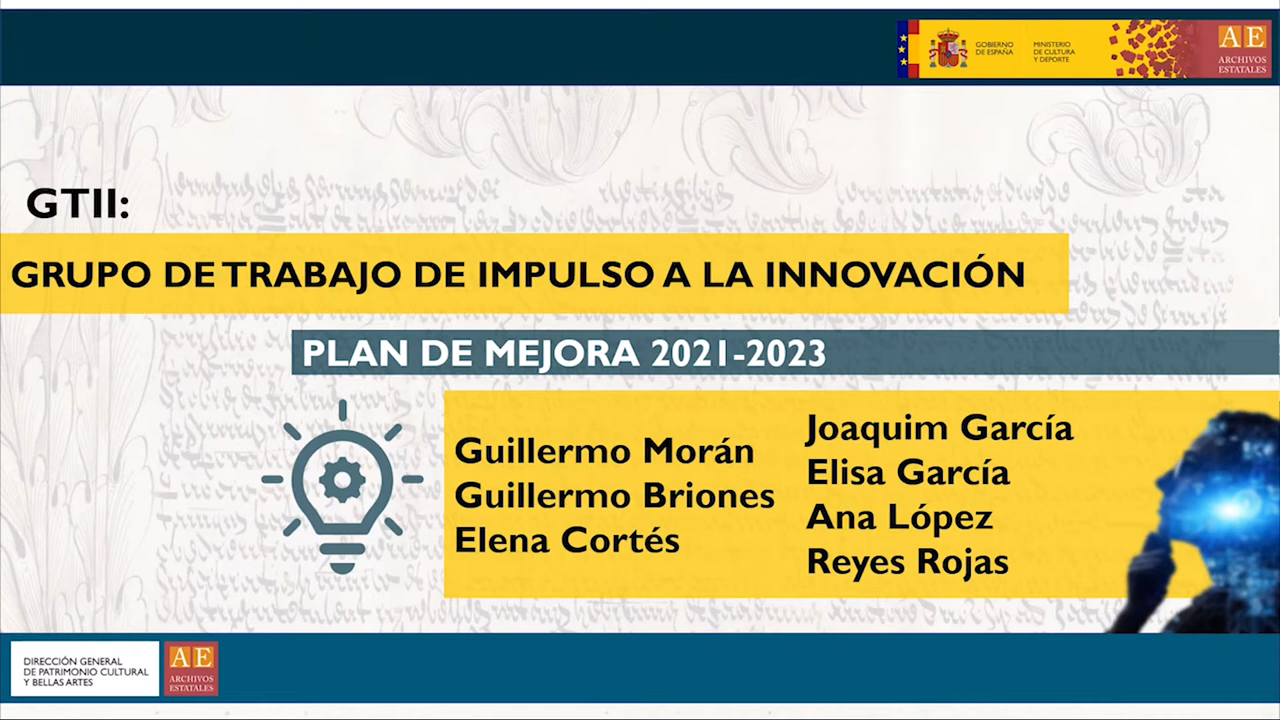 GOBIERNO
DE ESPAÑA
MINISTERIO
DE CULTURA
Y DEPORTE
AE
ARCHIVOS
ESTATALES
GTII:
GRUPO DE TRABAJO DE IMPULSO A LA INNOVACIÓN
PLAN DE MEJORA 2021-2023
Guillermo Morán
Guillermo Briones
Elena Cortés
Joaquim García
Elisa García
Ana López
Reyes Rojas
DIRECCIÓN GENERAL
DE PATRIMONIO CULTURAL
Y BELLAS ARTES
AE
ARCHIVOS
ESTATALES